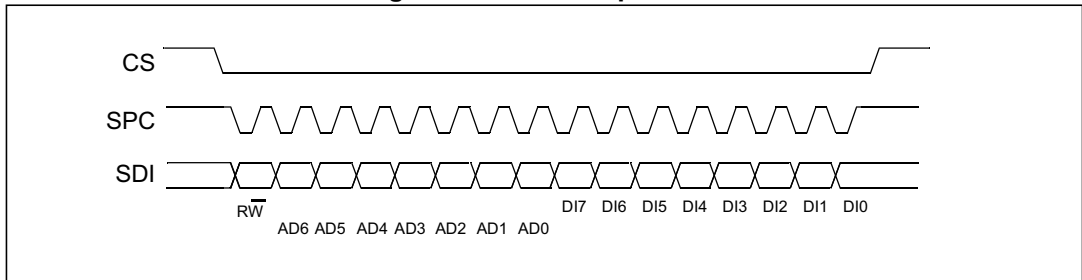 CS
SPC
SDI
RW DI7 DI6 DI5 DI4 DI3 DI2 DI1 DI0
AD6 AD5 AD4 AD3 AD2 AD1 AD0